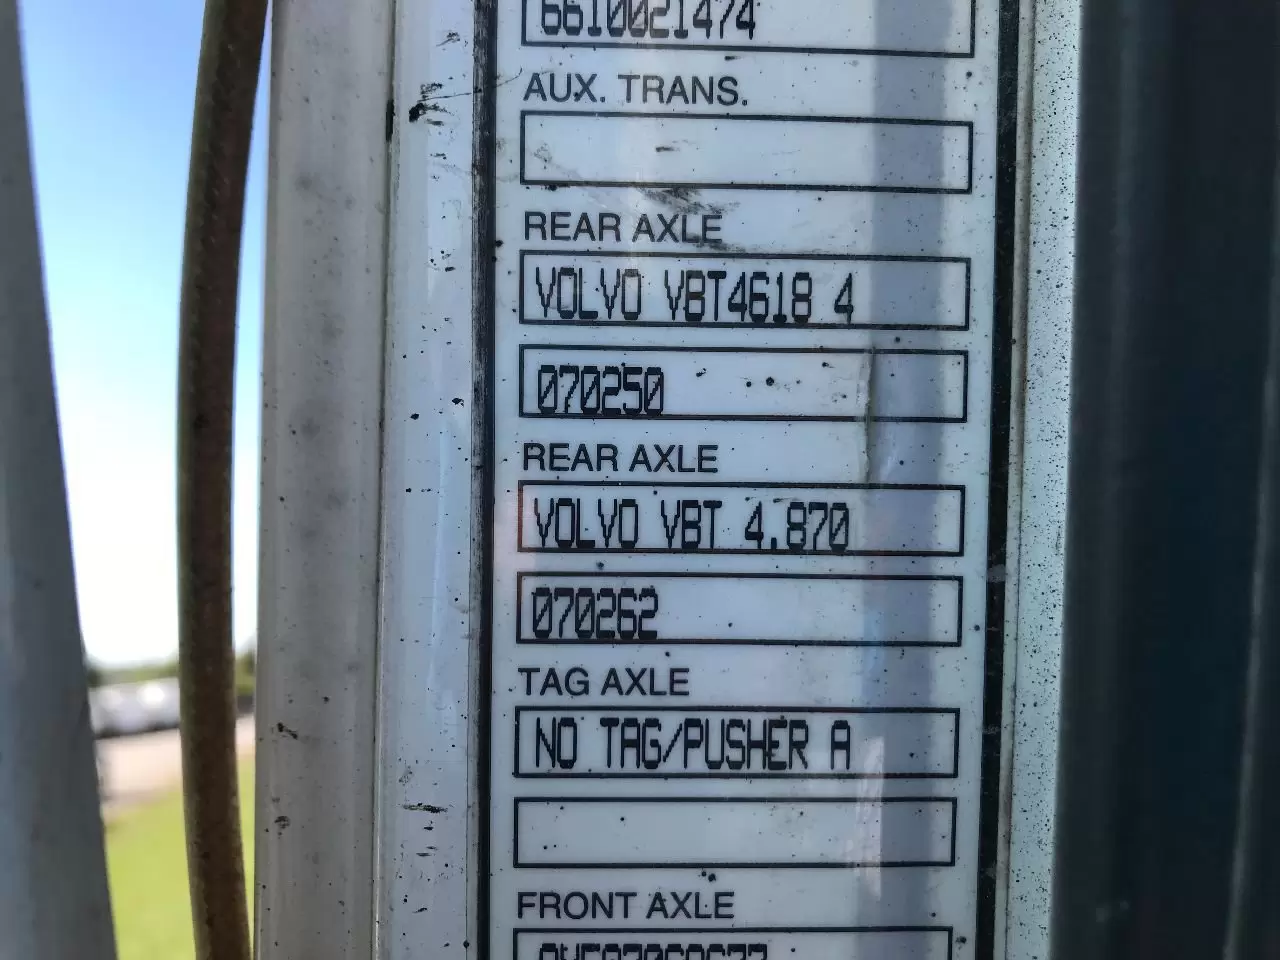 6610021474
AUX. TRANS.
REAR AXLE
VOLVO VBT4618 4
070250
REAR AXLE
VOLVO VBT 4.870
070262
TAG AXLE
NO TAG/PUSHER A
FRONT AXLE